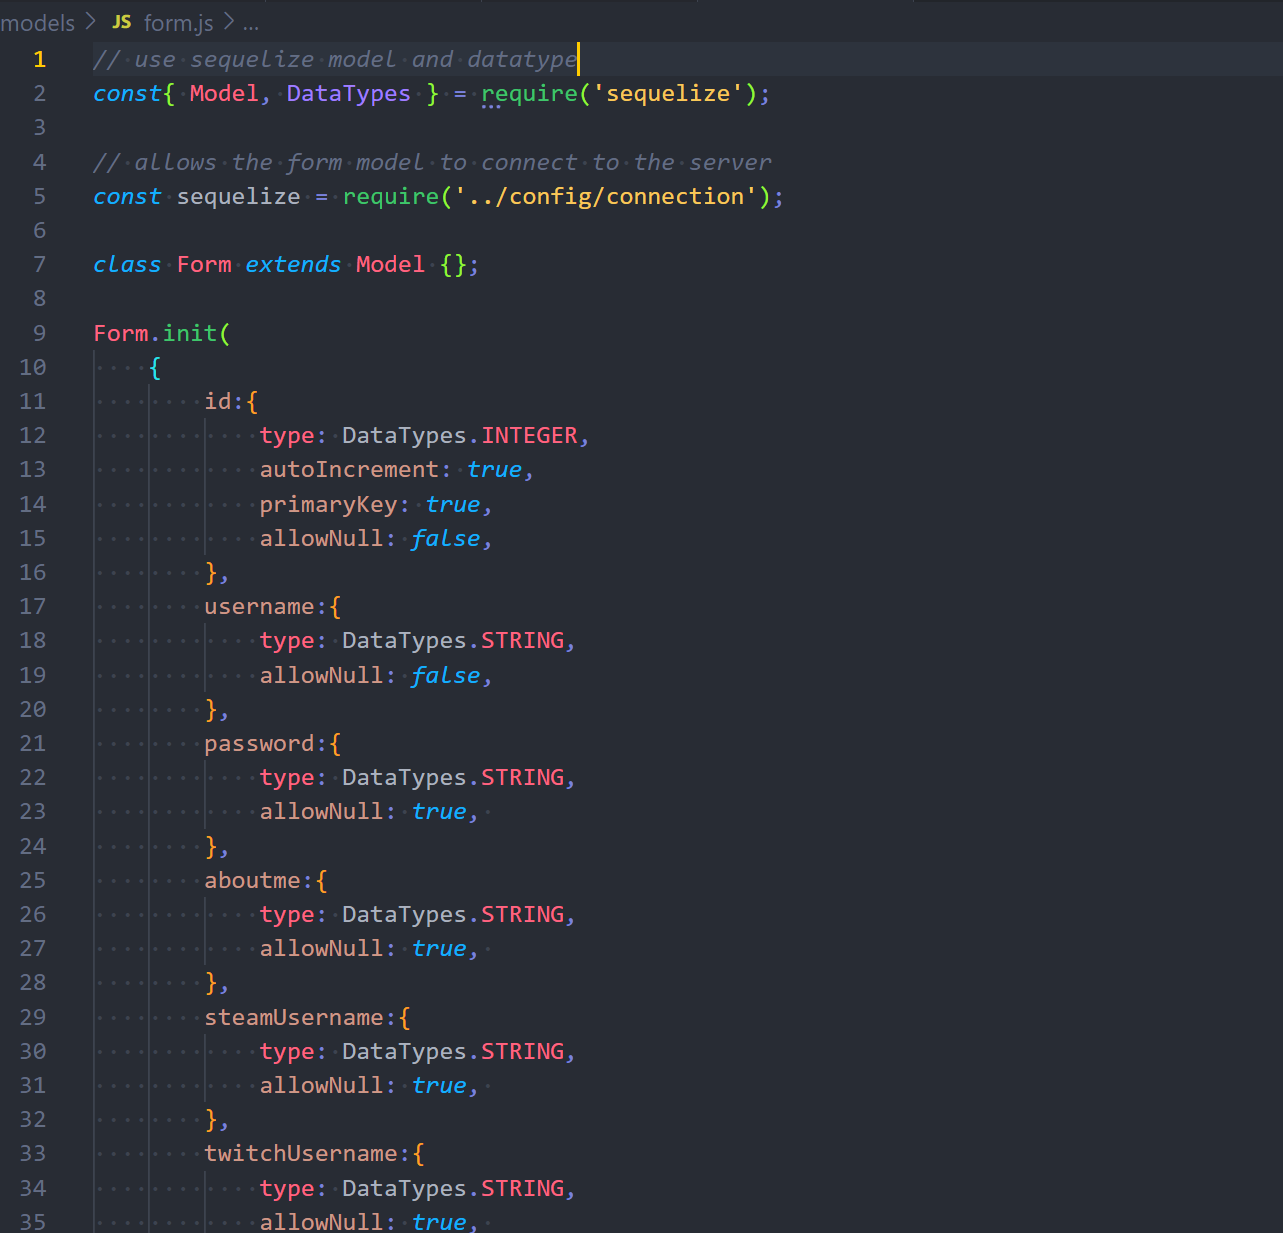 models > JS form.js > ...
1 // use sequelize model and datatype
2 const{ Model, DataTypes } = require('sequelize');
3
4 // allows the form model to connect to the server
5 const sequelize = require('../config/connection');
6
7 class Form extends Model {};
8
9 Form.init(
10     {
11         id:{
12             type: DataTypes.INTEGER,
13             autoIncrement: true,
14             primaryKey: true,
15             allowNull: false,
16         },
17         username:{
18             type: DataTypes.STRING,
19             allowNull: false,
20         },
21         password:{
22             type: DataTypes.STRING,
23             allowNull: true,
24         },
25         aboutme:{
26             type: DataTypes.STRING,
27             allowNull: true,
28         },
29         steamUsername:{
30             type: DataTypes.STRING,
31             allowNull: true,
32         },
33         twitchUsername:{
34             type: DataTypes.STRING,
35             allowNull: true,